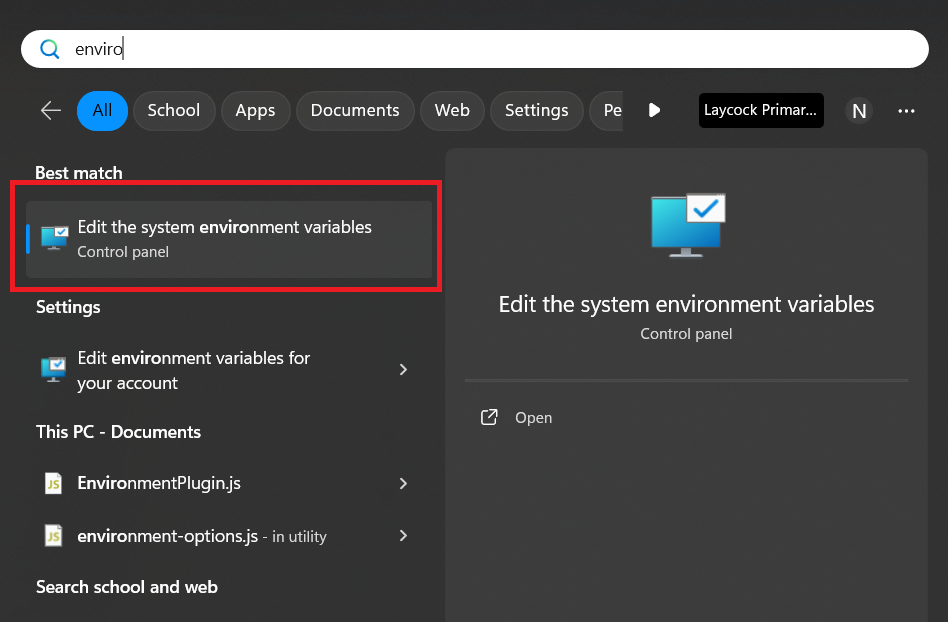 enviro
All School Apps Documents Web Settings Pe Laycock Primar... N ...
Best match
Edit the system environment variables
Control panel
Settings
Edit environment variables for
your account
This PC - Documents
JS EnvironmentPlugin.js
JS environment-options.js - in utility
Search school and web
Edit the system environment variables
Control panel
Open